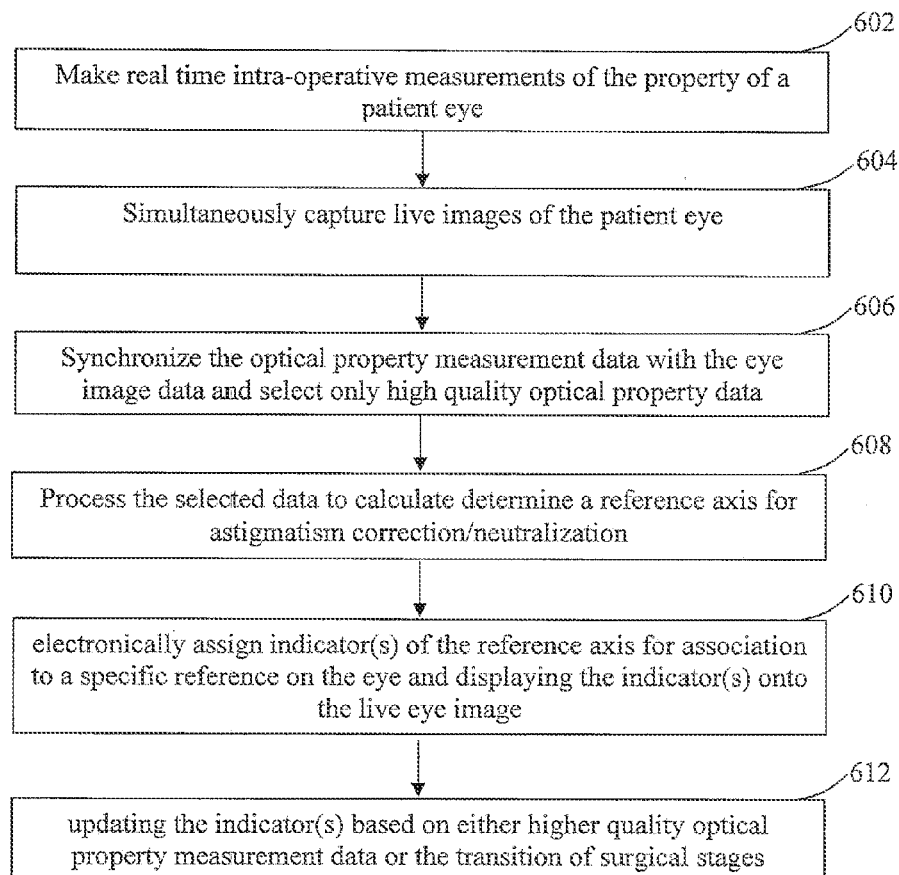 602
Make real time intra-operative measurements of the property of a
patient eye
604
Simultaneously capture live images of the patient eye
606
Synchronize the optical property measurement data with the eye
image data and select only high quality optical property data
608
Process the selected data to calculate determine a reference axis for
astigmatism correction/neutralization
610
electronically assign indicator(s) of the reference axis for association
to a specific reference on the eye and displaying the indicator(s) onto
the live eye image
612
updating the indicator(s) based on either higher quality optical
property measurement data or the transition of surgical stages